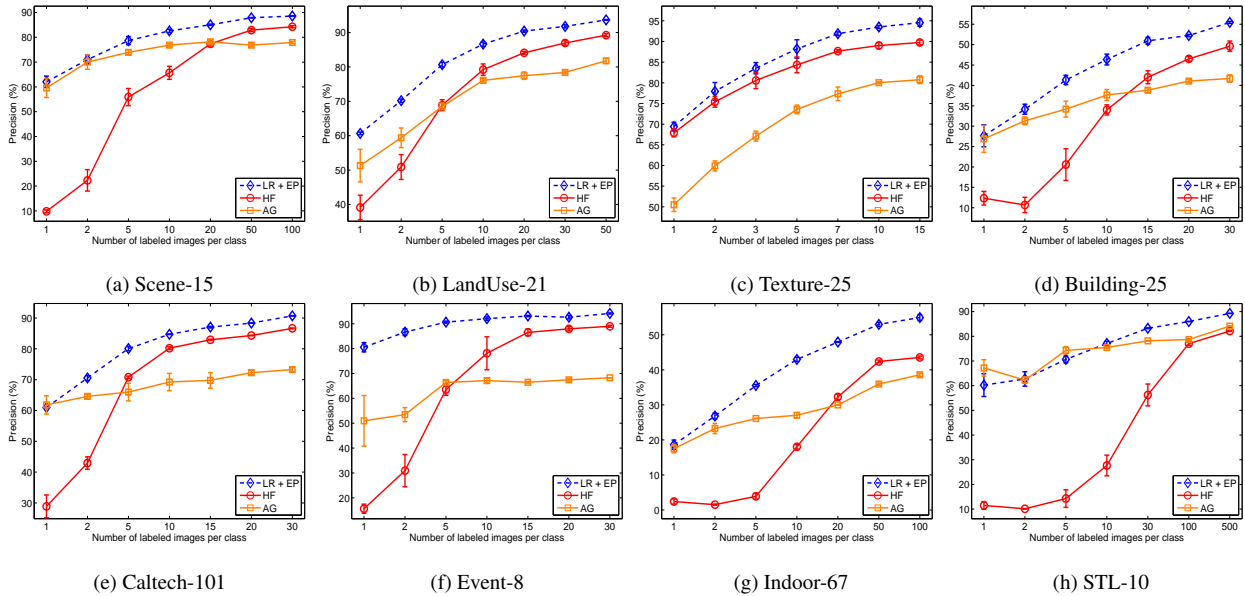 90
80
70
60
50
40
30
20
10
Precision (%)
1 2 5 10 20 50 100
Number of labeled images per class
LR + EP
HF
AG
(a) Scene-15
90
80
70
60
50
40
Precision (%)
1 2 5 10 20 30 50
Number of labeled images per class
LR + EP
HF
AG
(b) LandUse-21
95
90
85
80
75
70
65
60
55
50
Precision (%)
1 2 3 5 7 10 15
Number of labeled images per class
LR + EP
HF
AG
(c) Texture-25
55
50
45
40
35
30
25
20
15
10
Precision (%)
1 2 5 10 15 20 30
Number of labeled images per class
LR + EP
HF
AG
(d) Building-25
90
80
70
60
50
40
30
Precision (%)
1 2 5 10 15 20 30
Number of labeled images per class
LR + EP
HF
AG
(e) Caltech-101
90
80
70
60
50
40
30
20
Precision (%)
1 2 5 10 15 20 30
Number of labeled images per class
LR + EP
HF
AG
(f) Event-8
50
40
30
20
10
0
Precision (%)
1 2 5 10 20 50 100
Number of labeled images per class
LR + EP
HF
AG
(g) Indoor-67
90
80
70
60
50
40
30
20
10
Precision (%)
1 2 5 10 30 100 500
Number of labeled images per class
LR + EP
HF
AG
(h) STL-10